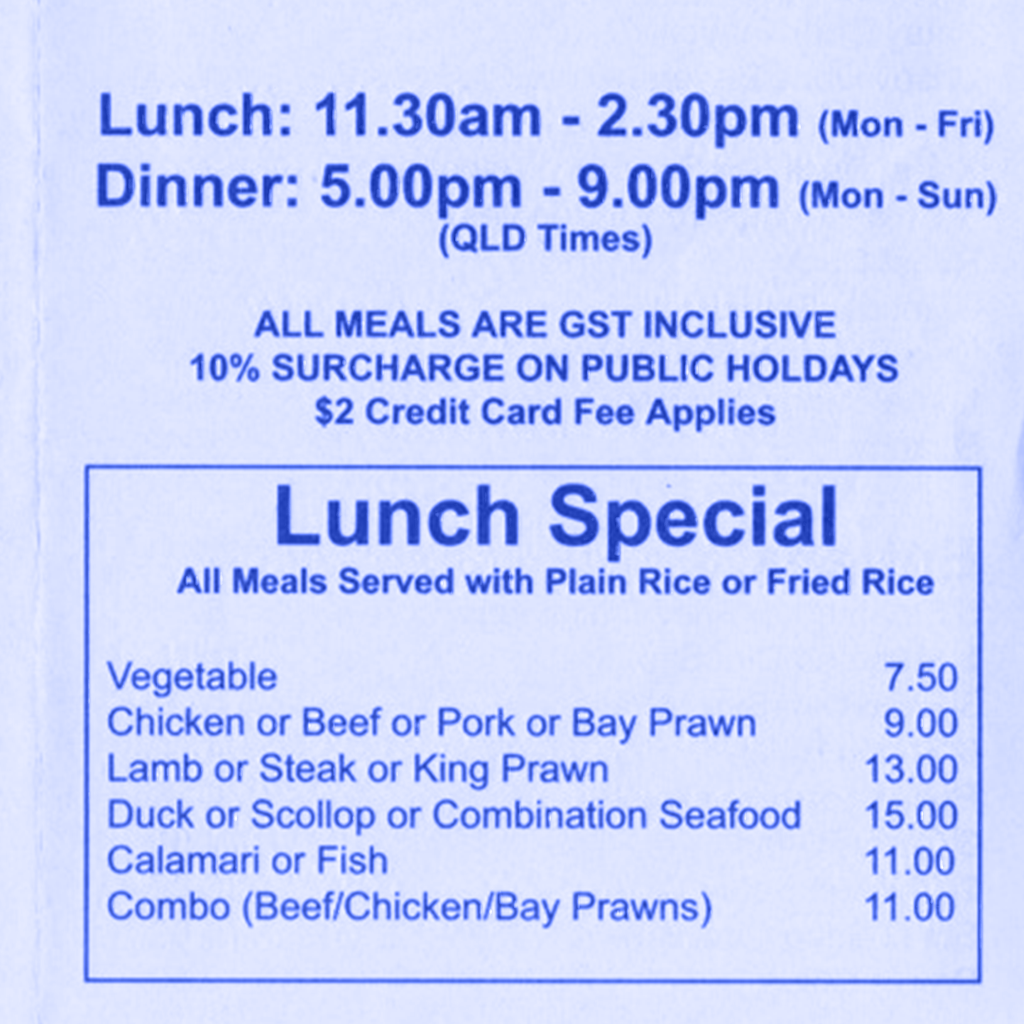 Lunch: 11.30am - 2.30pm (Mon - Fri)
Dinner: 5.00pm - 9.00pm (Mon - Sun)
(QLD Times)
ALL MEALS ARE GST INCLUSIVE
10% SURCHARGE ON PUBLIC HOLDAYS
$2 Credit Card Fee Applies
Lunch Special
All Meals Served with Plain Rice or Fried Rice
Vegetable 7.50
Chicken or Beef or Pork or Bay Prawn 9.00
Lamb or Steak or King Prawn 13.00
Duck or Scollop or Combination Seafood 15.00
Calamari or Fish 11.00
Combo (Beef/Chicken/Bay Prawns) 11.00